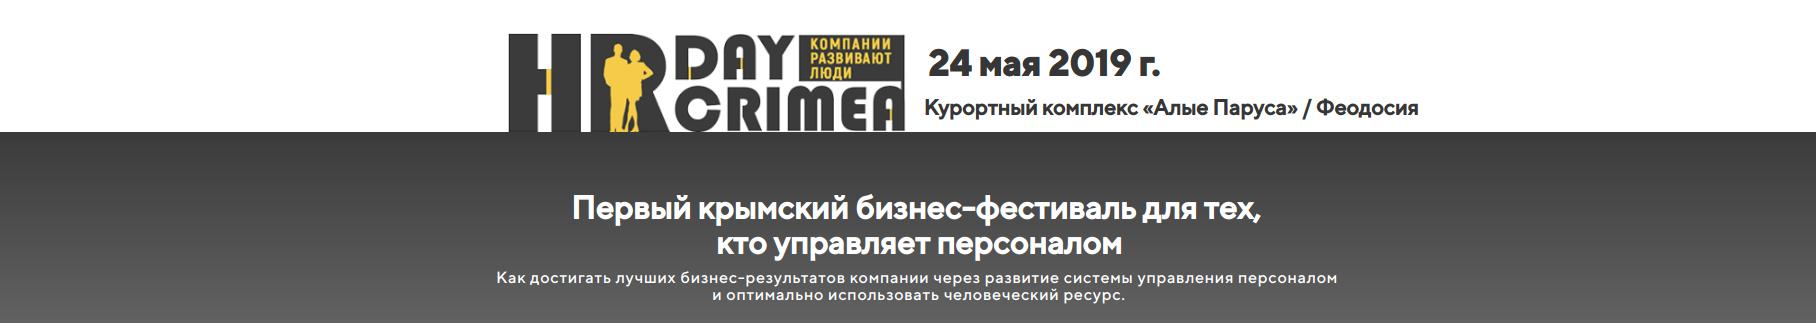 HR DAY CRIMEA
КОМПАНИИ
РАЗВИВАЮТ
ЛЮДИ
24 мая 2019 г.
Курортный комплекс «Алые Паруса» / Феодосия
Первый крымский бизнес-фестиваль для тех,
кто управляет персоналом
Как достигать лучших бизнес-результатов компании через развитие системы управления персоналом
и оптимально использовать человеческий ресурс.